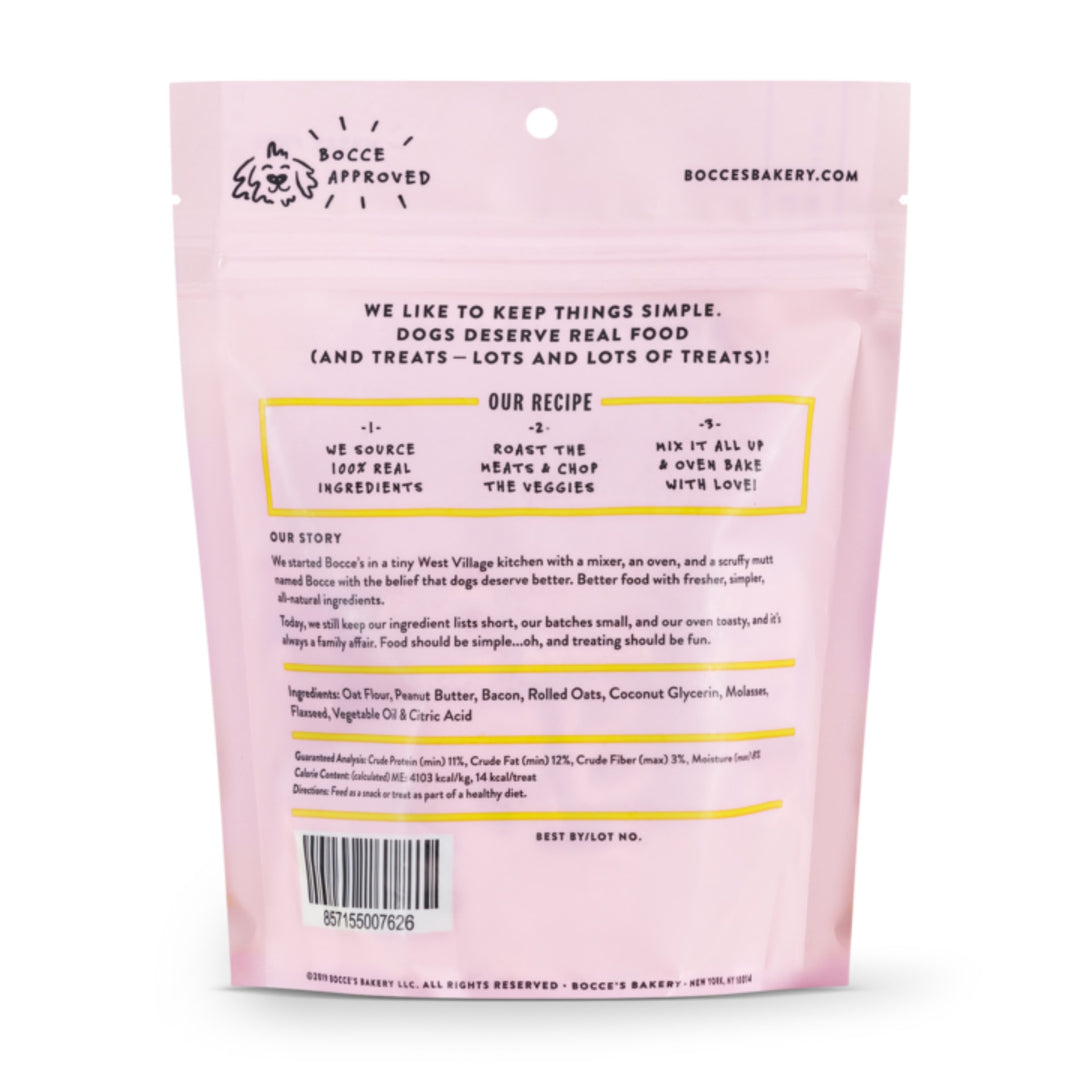 BOCCE
APPROVED
BOCCESBAKERY.COM
WE LIKE TO KEEP THINGS SIMPLE.
DOGS DESERVE REAL FOOD
(AND TREATS — LOTS AND LOTS OF TREATS)!
OUR RECIPE
-1-
WE SOURCE
100% REAL
INGREDIENTS
-2-
ROAST THE
MEATS & CHOP
THE VEGGIES
-3-
MIX IT ALL UP
& OVEN BAKE
WITH LOVE!
OUR STORY
We started Bocce's in a tiny West Village kitchen with a mixer, an oven, and a scruffy mutt
named Bocce with the belief that dogs deserve better. Better food with fresher, simpler,
all-natural ingredients.
Today, we still keep our ingredient lists short, our batches small, and our oven toasty, and it's
always a family affair. Food should be simple...oh, and treating should be fun.
Ingredients: Oat Flour, Peanut Butter, Bacon, Rolled Oats, Coconut Glycerin, Molasses,
Flaxseed, Vegetable Oil & Citric Acid
Guaranteed Analysis: Crude Protein (min) 11%, Crude Fat (min) 12%, Crude Fiber (max) 3%, Moisture (max) 8%
Calorie Content: (calculated) ME: 4103 kcal/kg, 14 kcal/treat
Directions: Feed as a snack or treat as part of a healthy diet.
BEST BY/LOT NO.
857155007626
©2019 BOCCE'S BAKERY LLC. ALL RIGHTS RESERVED • BOCCE'S BAKERY • NEW YORK, NY 10014